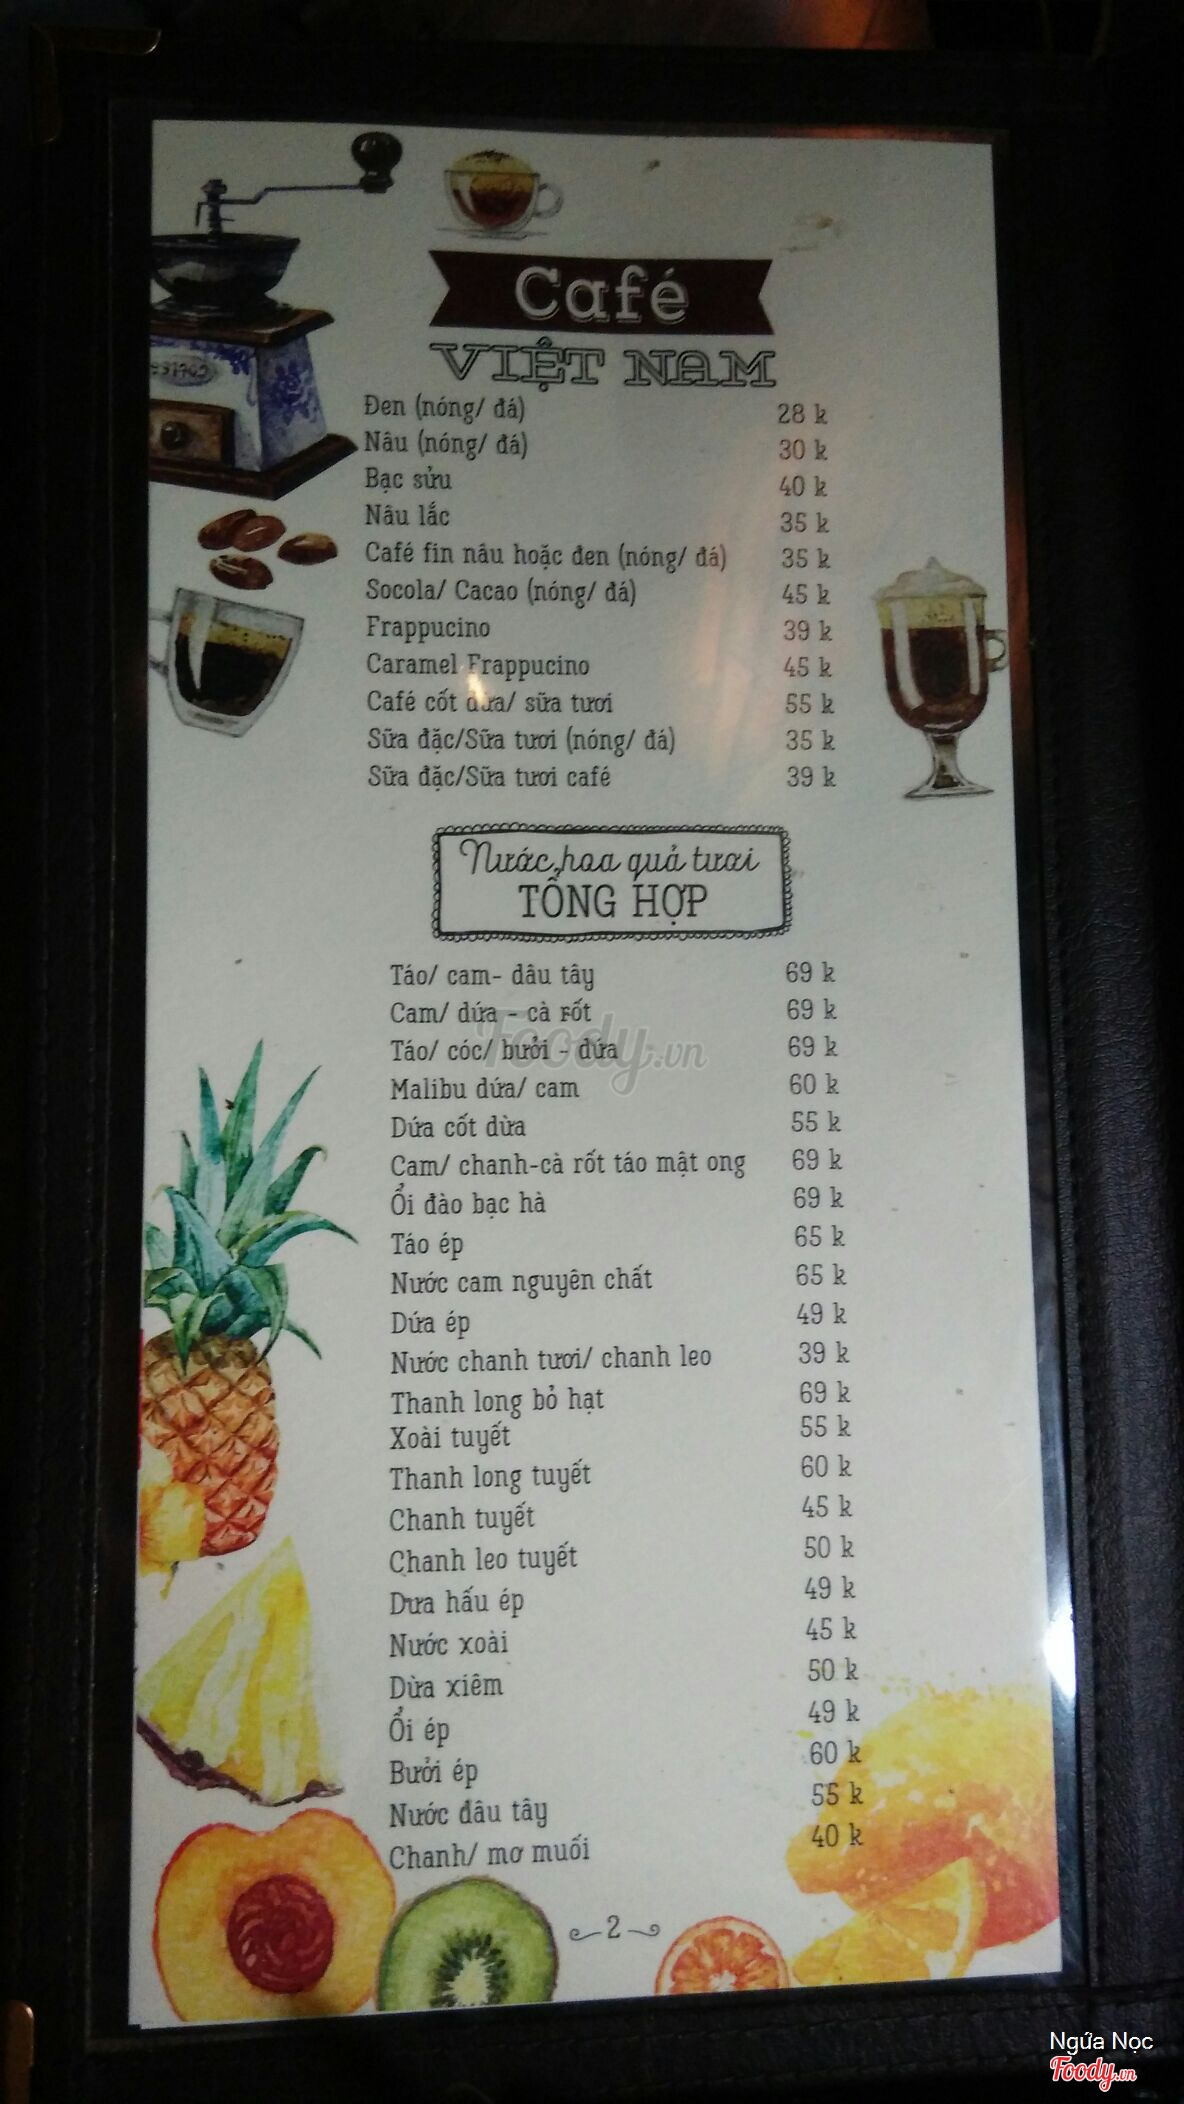 Café
VIỆT NAM
Đen (nóng/ đá) 28 k
Nâu (nóng/ đá) 30 k
Bạc sửu 40 k
Nâu lắc 35 k
Café fin nâu hoặc đen (nóng/ đá) 35 k
Socola/ Cacao (nóng/ đá) 45 k
Frappucino 39 k
Caramel Frappucino 45 k
Café cốt dừa/ sữa tươi 55 k
Sữa đặc/Sữa tươi (nóng/ đá) 35 k
Sữa đặc/Sữa tươi café 39 k
Nước hoa quả tươi
TỔNG HỢP
Táo/ cam- dâu tây 69 k
Cam/ dứa - cà rốt 69 k
Táo/ cóc/ bưởi - dứa 69 k
Malibu dứa/ cam 60 k
Dứa cốt dừa 55 k
Cam/ chanh-cà rốt táo mật ong 69 k
Ổi đào bạc hà 69 k
Táo ép 65 k
Nước cam nguyên chất 65 k
Dứa ép 49 k
Nước chanh tươi/ chanh leo 39 k
Thanh long bỏ hạt 69 k
Xoài tuyết 55 k
Thanh long tuyết 60 k
Chanh tuyết 45 k
Chanh leo tuyết 50 k
Dưa hấu ép 49 k
Nước xoài 45 k
Dừa xiêm 50 k
Ổi ép 49 k
Bưởi ép 60 k
Nước dâu tây 55 k
Chanh/ mơ muối 40 k
2
Foody.vn
Ngứa Nọc
Foody.vn